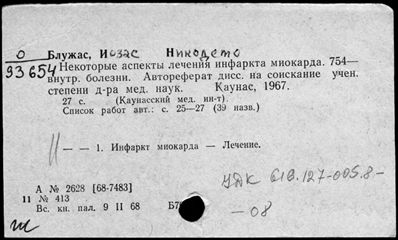 О
93654
Блужас, Иозас Никодемо
Некоторые аспекты лечения инфаркта миокарда. 754—
внутр. болезни. Автореферат дисс. на соискание учен.
степени д-ра мед. наук. Каунас, 1967.
27 с. (Каунасский мед. ин-т).
Список работ авт.: с. 25—27 (39 назв.)
— — 1. Инфаркт миокарда — Лечение.
УДК 616.127-005.8-
-08
А № 2628 [68-7483]
11 № 413
Вс. кн. пал. 9 II 68